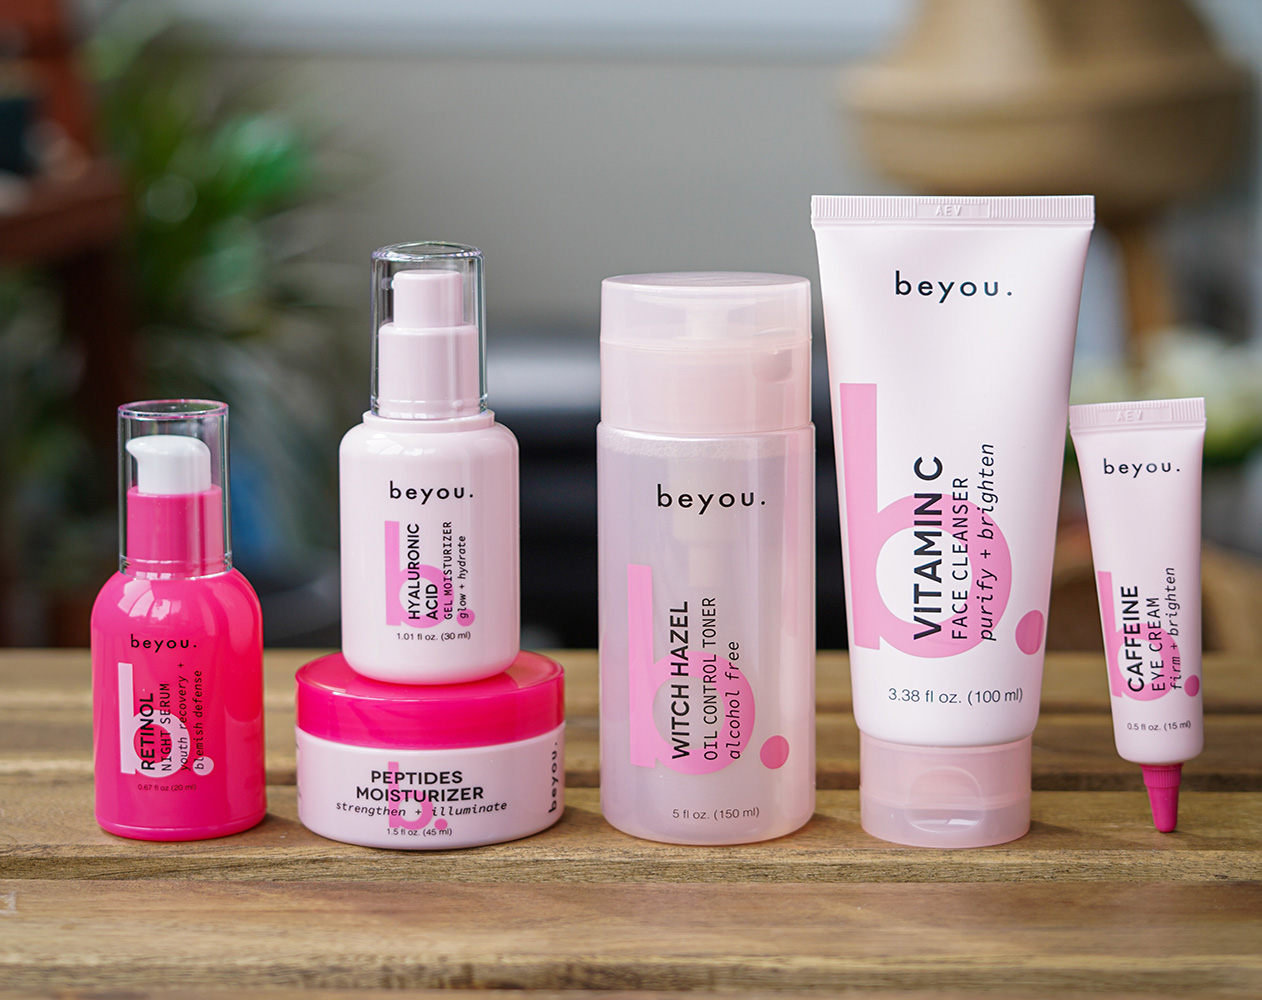 beyou.
b.
RETINOL
NIGHT SERUM
youth recovery +
blemish defense
0.67 fl oz. (20 ml)
beyou.
b.
HYALURONIC
ACID
GEL MOISTURIZER
glow + hydrate
1.01 fl oz. (30 ml)
b.
PEPTIDES
MOISTURIZER
strengthen + illuminate
1.5 fl oz. (45 ml)
beyou.
beyou.
b.
WITCH HAZEL
OIL CONTROL TONER
alcohol free
5 fl oz. (150 ml)
AEV
beyou.
b.
VITAMIN C
FACE CLEANSER
purify + brighten
3.38 fl oz. (100 ml)
AEV
beyou.
b.
CAFFEINE
EYE CREAM
firm + brighten
0.5 fl oz. (15 ml)